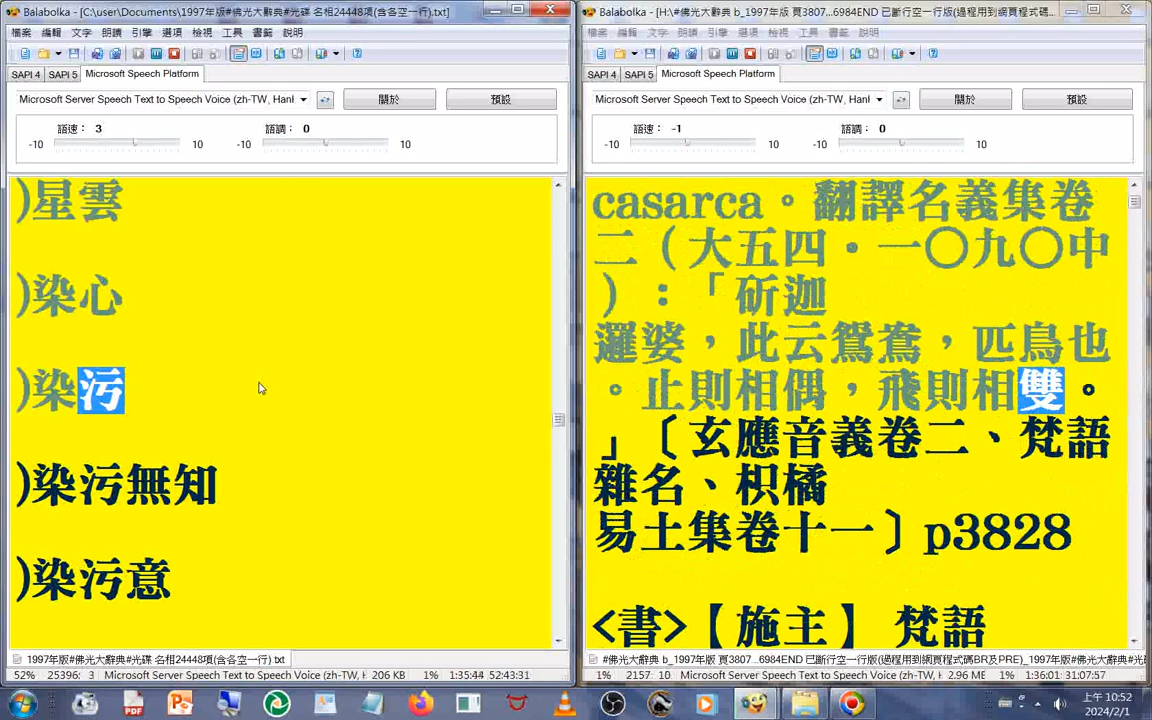 Balabolka - [C:\user\Documents\1997年版#佛光大辭典#光碟 名相24448項(含各空一行).txt]
檔案 編輯 文字 朗讀 引擎 選項 檢視 工具 書籤 說明
SAPI 4 SAPI 5 Microsoft Speech Platform
Microsoft Server Speech Text to Speech Voice (zh-TW, Hanl
關於
預設
語速： 3
語調： 0
-10 10 -10 10
)星雲
)染心
)染污
)染污無知
)染污意
1997年版#佛光大辭典#光碟 名相24448項(含各空一行).txt
52% 25396: 3 Microsoft Server Speech Text to Speech Voice (zh-TW, H 206 KB 1% 1:35:44 52:43:31
Balabolka - [H:\#佛光大辭典 b_1997年版 頁3807...6984END 已斷行空一行版(過程用到網頁程式碼...
檔案 編輯 文字 朗讀 引擎 選項 檢視 工具 書籤 說明
SAPI 4 SAPI 5 Microsoft Speech Platform
Microsoft Server Speech Text to Speech Voice (zh-TW, Hanl
關於
預設
語速： -1
語調： 0
-10 10 -10 10
casarca。翻譯名義集卷
二（大五四．一〇九〇中
）：「斫迦
邏婆，此云鴛鴦，匹鳥也
。止則相偶，飛則相雙。
」〔玄應音義卷二、梵語
雜名、枳橘
易土集卷十一〕p3828
<書>【施主】 梵語
#佛光大辭典 b_1997年版 頁3807...6984END 已斷行空一行版(過程用到網頁程式碼BR及PRE)_1997年版#光
1% 2157: 10 Microsoft Server Speech Text to Speech Voice (zh-TW, H 2.96 ME 1% 1:36:01 31:07:57
上午 10:52
2024/2/1